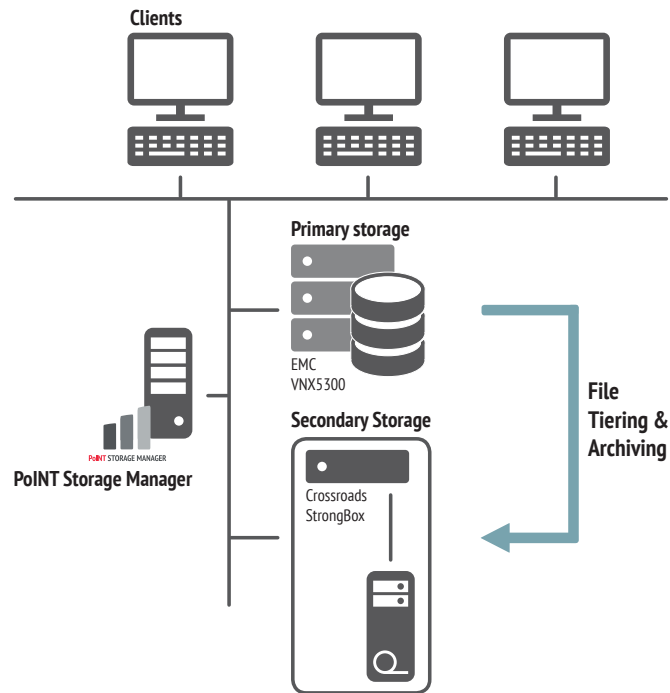 Clients
Primary storage
EMC
VNX5300
File
Tiering &
Archiving
Secondary Storage
Crossroads
StrongBox
PoINT STORAGE MANAGER
PoINT Storage Manager